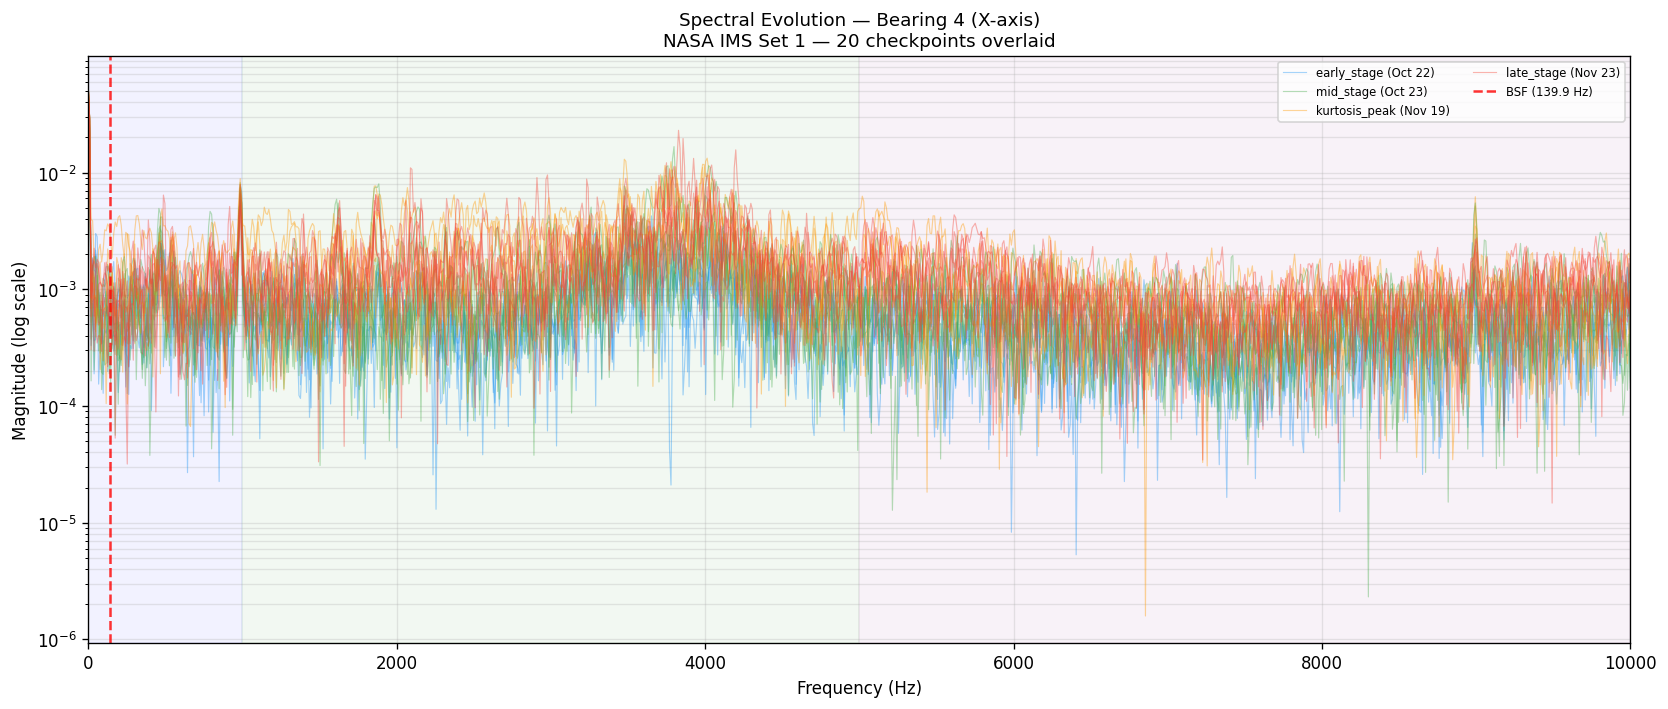 Spectral Evolution — Bearing 4 (X-axis)
NASA IMS Set 1 — 20 checkpoints overlaid
early_stage (Oct 22)
mid_stage (Oct 23)
kurtosis_peak (Nov 19)
late_stage (Nov 23)
BSF (139.9 Hz)
Magnitude (log scale)
10⁻²
10⁻³
10⁻⁴
10⁻⁵
10⁻⁶
0 2000 4000 6000 8000 10000
Frequency (Hz)